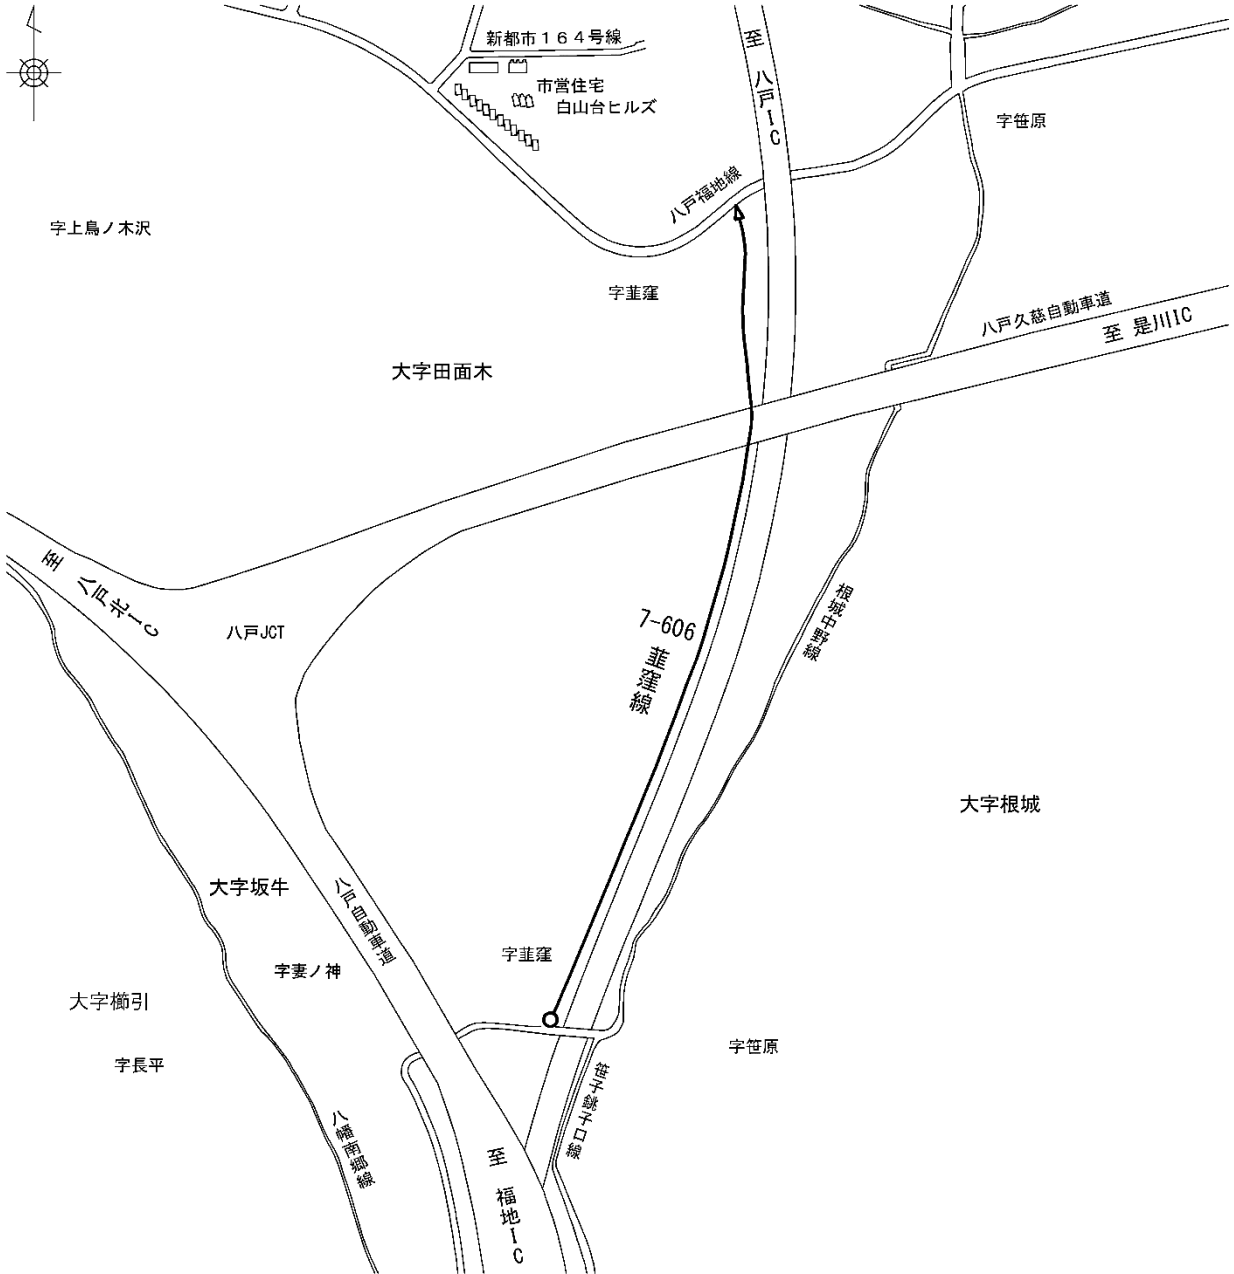 新都市１６４号線
市営住宅
白山台ヒルズ
至 八戸IC
字笹原
八戸福地線
字上鳥ノ木沢
字韮窪
八戸久慈自動車道
至 是川IC
大字田面木
至 八戸北IC
八戸JCT
根城中野線
7-606
韮窪線
大字根城
大字坂牛
八戸自動車道
字韮窪
字妻ノ神
大字櫛引
字長平
字笹原
笹子銚子口線
八幡南郷線
至 福地IC